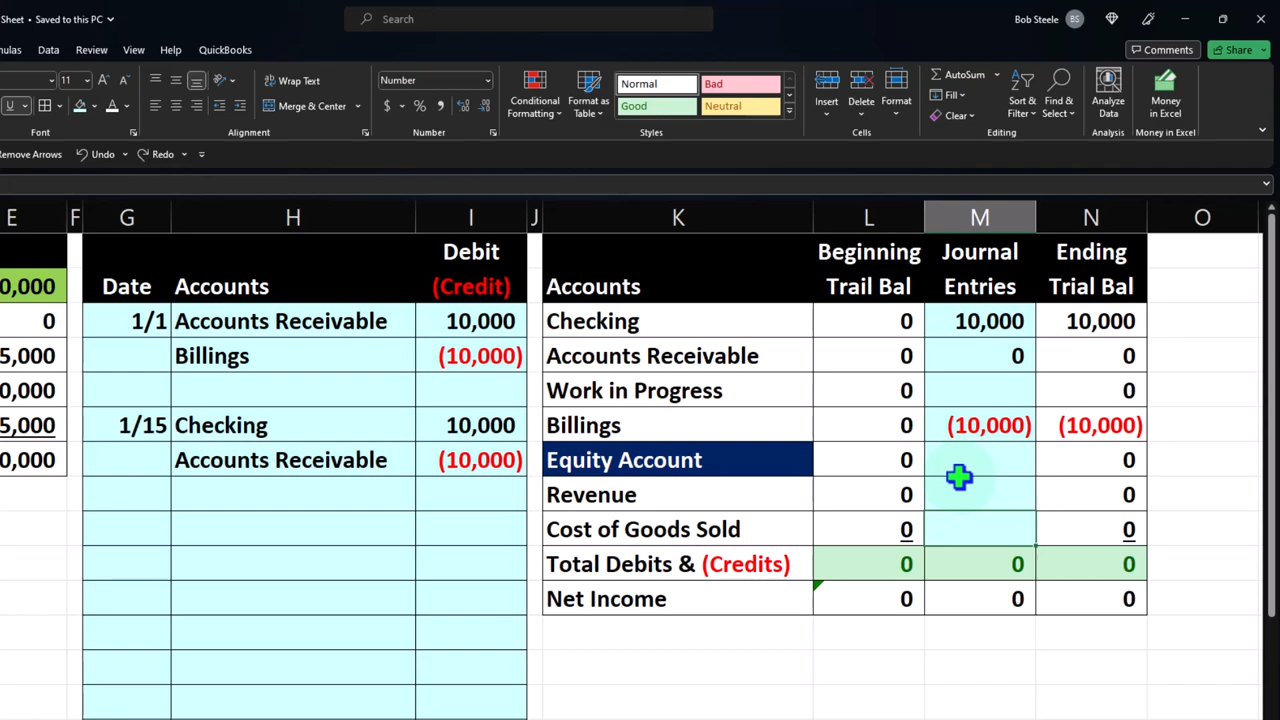 Sheet • Saved to this PC
Search
Bob Steele BS
nulas Data Review View Help QuickBooks
Comments Share
11 A A Wrap Text Number AutoSum
Normal Bad
U A Merge & Center $ % 9 Fill
Conditional Formatting Format as Table Good Neutral Insert Delete Format Clear Sort & Filter Find & Select Analyze Data Money in Excel
Font Alignment Number Styles Cells Editing Analysis Money in Excel
Remove Arrows Undo Redo
E F G H I J K L M N O
Debit Beginning Journal Ending
0,000 Date Accounts (Credit) Accounts Trail Bal Entries Trial Bal
0 1/1 Accounts Receivable 10,000 Checking 0 10,000 10,000
5,000 Billings (10,000) Accounts Receivable 0 0 0
0,000 Work in Progress 0 0
5,000 1/15 Checking 10,000 Billings 0 (10,000) (10,000)
0,000 Accounts Receivable (10,000) Equity Account 0 0
Revenue 0 0
Cost of Goods Sold 0 0
Total Debits & (Credits) 0 0 0
Net Income 0 0 0